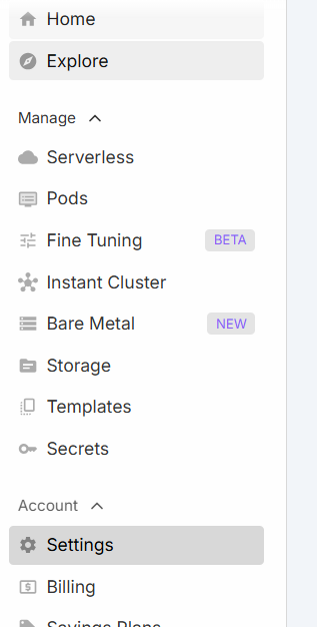 Home
Explore
Manage
Serverless
Pods
Fine Tuning BETA
Instant Cluster
Bare Metal NEW
Storage
Templates
Secrets
Account
Settings
Billing
Savings Plans